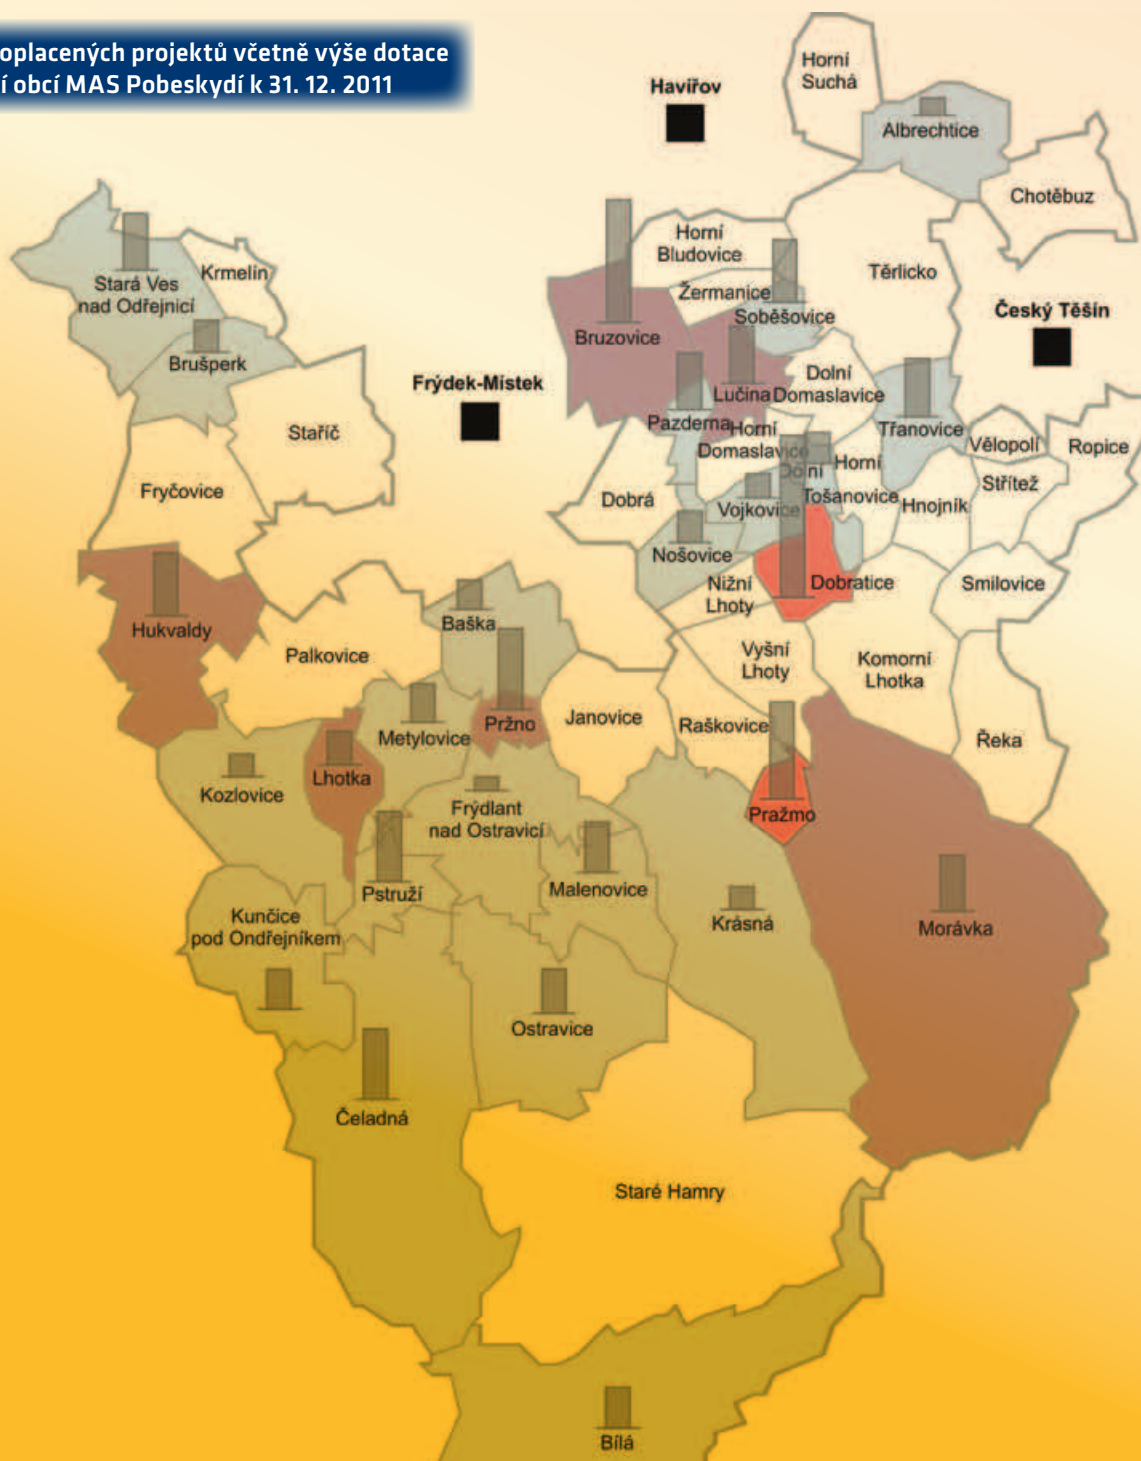 oplacených projektů včetně výše dotace
í obcí MAS Pobeskydí k 31. 12. 2011
Horní
Suchá
Havířov
Albrechtice
Chotěbuz
Horní
Bludovice
Krmelín
Těrlicko
Stará Ves
nad Odřejnicí
Žermanice
Soběšovice
Český Těšín
Bruzovice
Brušperk
Frýdek-Místek
Dolní
Domaslavice
Lučina
Pazderna
Horní
Domaslavice
Třanovice
Staříč
Vělopolí
Ropice
Dolní
Horní
Tošanovice
Střítež
Fryčovice
Dobrá
Vojkovice
Hnojník
Nošovice
Nižní
Lhoty
Dobratice
Smilovice
Hukvaldy
Baška
Palkovice
Vyšní
Lhoty
Komorní
Lhotka
Metylovice
Pržno
Janovice
Raškovice
Řeka
Lhotka
Kozlovice
Frýdlant
nad Ostravicí
Pražmo
Pstruží
Malenovice
Kunčice
pod Ondřejníkem
Krásná
Morávka
Ostravice
Čeladná
Staré Hamry
Bílá